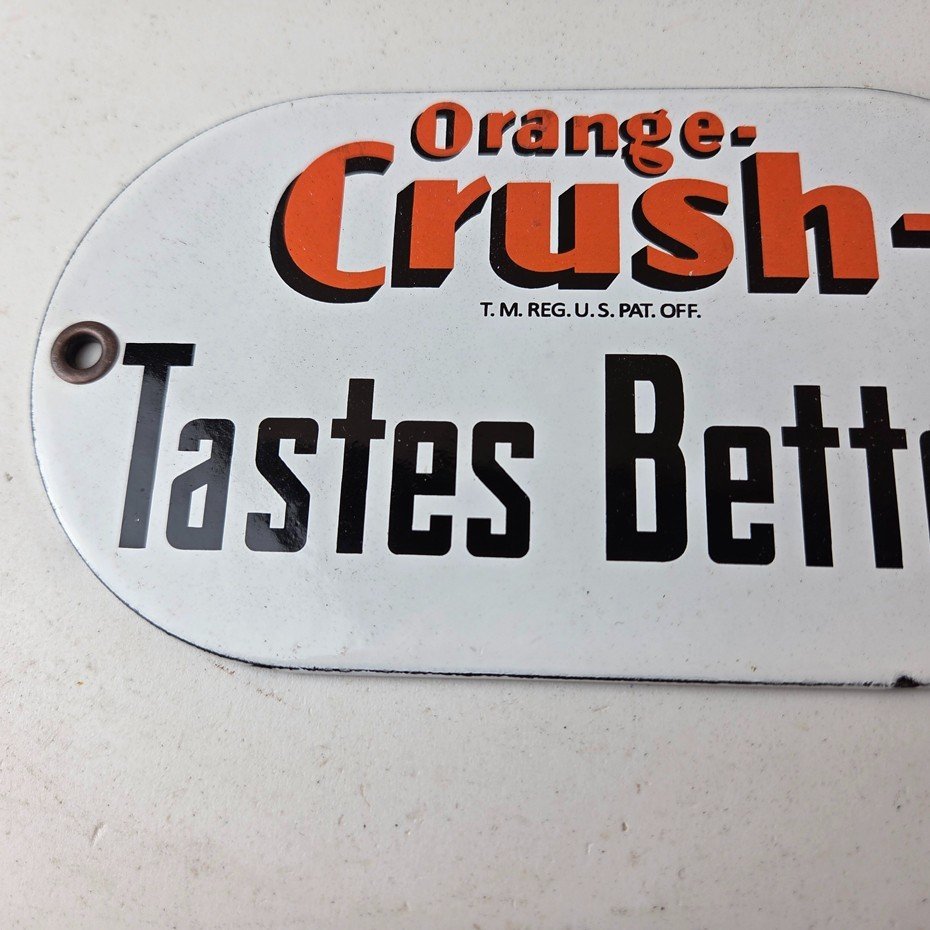 Orange-
Crush-
T. M. REG. U. S. PAT. OFF.
Tastes